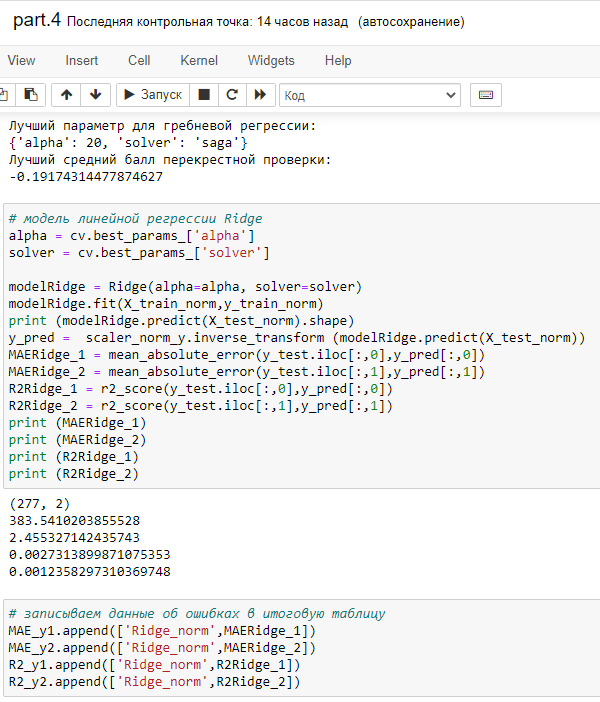 part.4 Последняя контрольная точка: 14 часов назад (автосохранение)
View Insert Cell Kernel Widgets Help
Запуск Код
Лучший параметр для гребневой регрессии:
{'alpha': 20, 'solver': 'saga'}
Лучший средний балл перекрестной проверки:
-0.19174314477874627
# модель линейной регрессии Ridge
alpha = cv.best_params_['alpha']
solver = cv.best_params_['solver']
modelRidge = Ridge(alpha=alpha, solver=solver)
modelRidge.fit(X_train_norm,y_train_norm)
print (modelRidge.predict(X_test_norm).shape)
y_pred =  scaler_norm_y.inverse_transform (modelRidge.predict(X_test_norm))
MAERidge_1 = mean_absolute_error(y_test.iloc[:,0],y_pred[:,0])
MAERidge_2 = mean_absolute_error(y_test.iloc[:,1],y_pred[:,1])
R2Ridge_1 = r2_score(y_test.iloc[:,0],y_pred[:,0])
R2Ridge_2 = r2_score(y_test.iloc[:,1],y_pred[:,1])
print (MAERidge_1)
print (MAERidge_2)
print (R2Ridge_1)
print (R2Ridge_2)
(277, 2)
383.5410203855528
2.455327142435743
0.0027313899871075353
0.0012358297310369748
# записываем данные об ошибках в итоговую таблицу
MAE_y1.append(['Ridge_norm',MAERidge_1])
MAE_y2.append(['Ridge_norm',MAERidge_2])
R2_y1.append(['Ridge_norm',R2Ridge_1])
R2_y2.append(['Ridge_norm',R2Ridge_2])